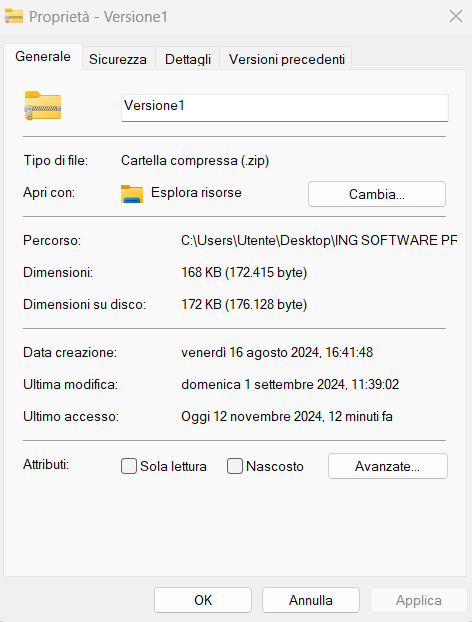 Proprietà - Versione1
Generale Sicurezza Dettagli Versioni precedenti
Versione1
Tipo di file: Cartella compressa (.zip)
Apri con: Esplora risorse Cambia...
Percorso: C:\Users\Utente\Desktop\ING SOFTWARE PR
Dimensioni: 168 KB (172.415 byte)
Dimensioni su disco: 172 KB (176.128 byte)
Data creazione: venerdì 16 agosto 2024, 16:41:48
Ultima modifica: domenica 1 settembre 2024, 11:39:02
Ultimo accesso: Oggi 12 novembre 2024, 12 minuti fa
Attributi: Sola lettura Nascosto Avanzate...
OK Annulla Applica